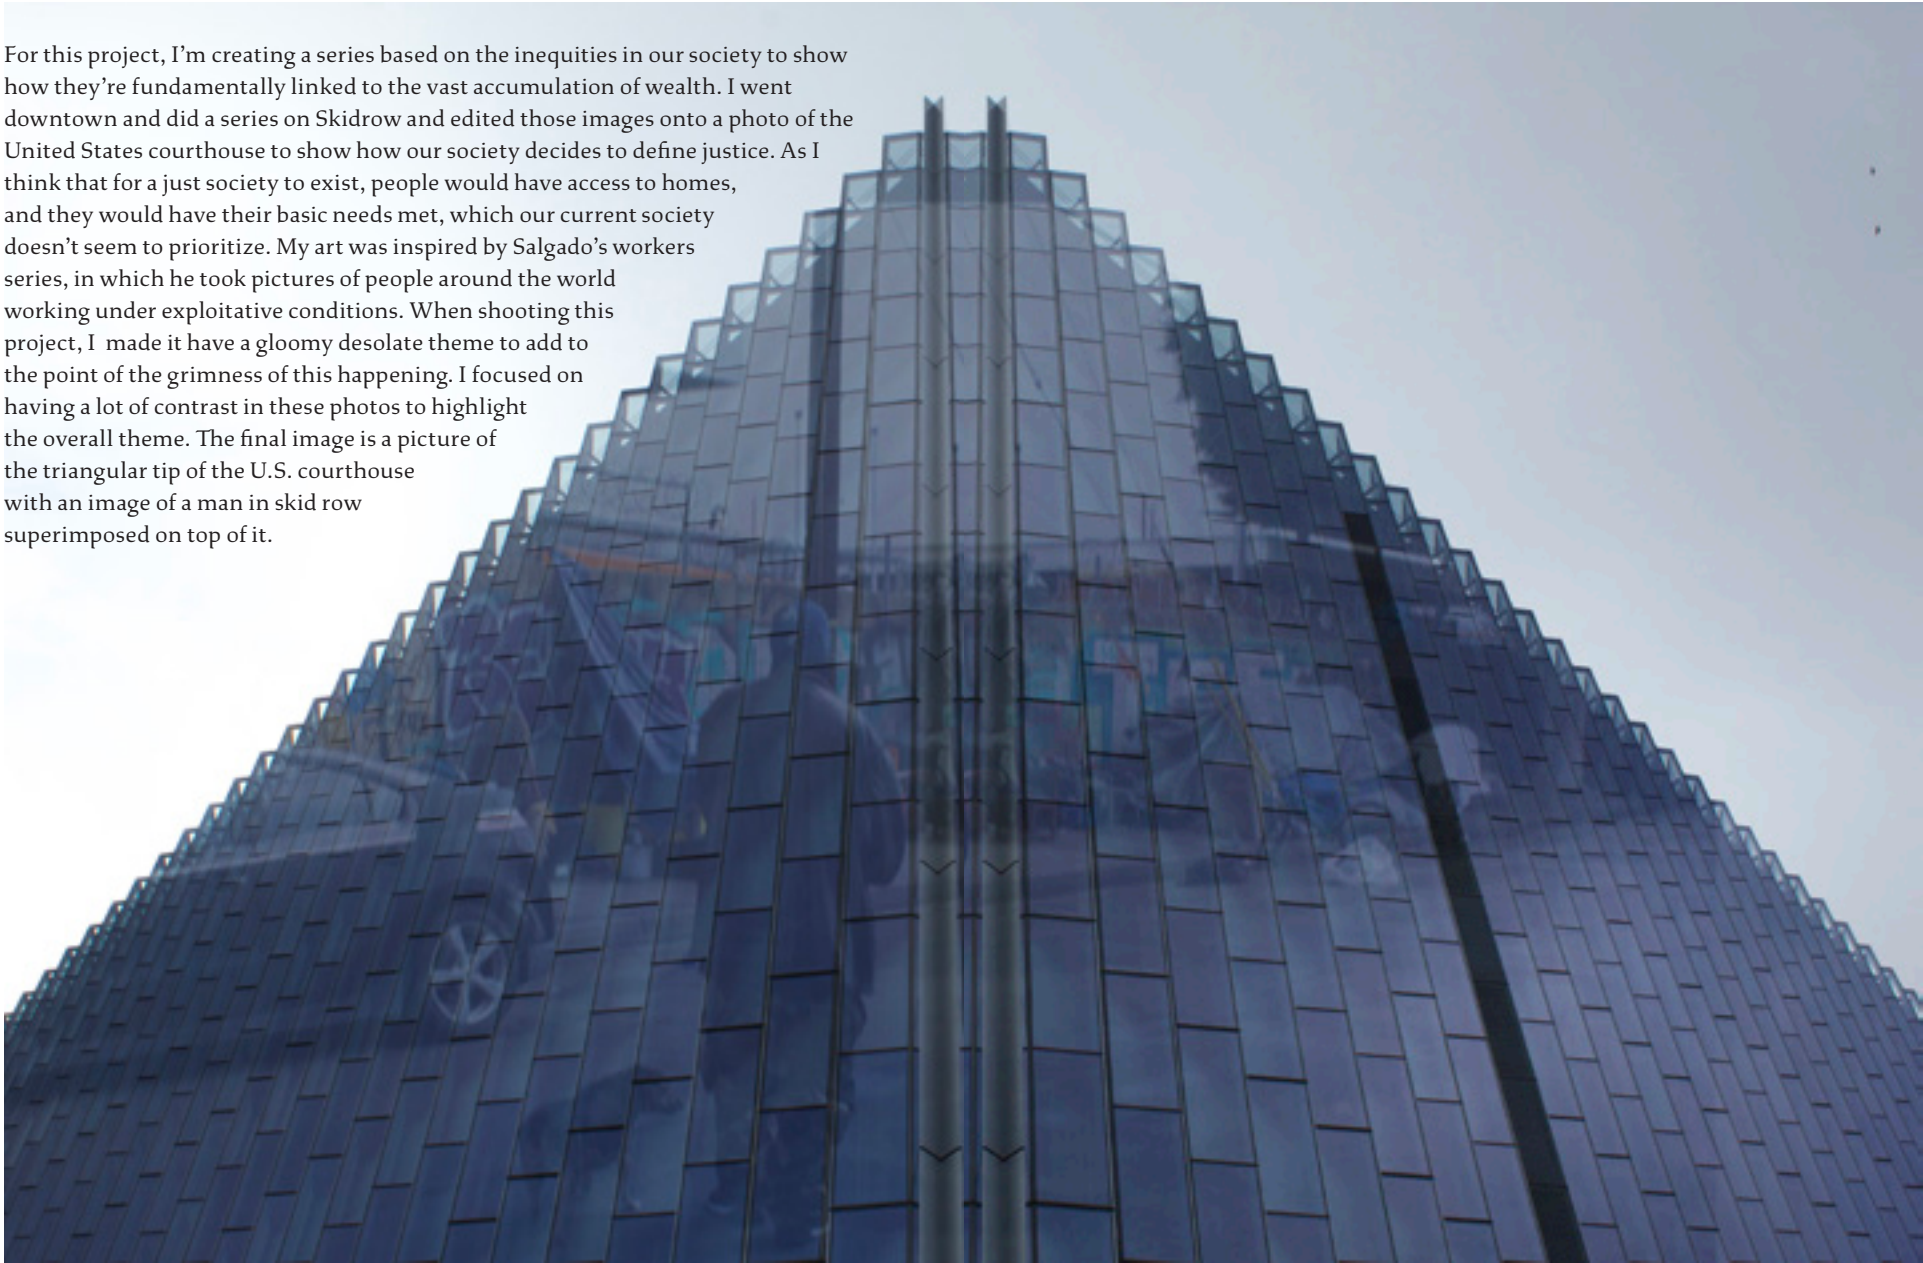 For this project, I’m creating a series based on the inequities in our society to show
how they’re fundamentally linked to the vast accumulation of wealth. I went
downtown and did a series on Skidrow and edited those images onto a photo of the
United States courthouse to show how our society decides to define justice. As I
think that for a just society to exist, people would have access to homes,
and they would have their basic needs met, which our current society
doesn’t seem to prioritize. My art was inspired by Salgado’s workers
series, in which he took pictures of people around the world
working under exploitative conditions. When shooting this
project, I  made it have a gloomy desolate theme to add to
the point of the grimness of this happening. I focused on
having a lot of contrast in these photos to highlight
the overall theme. The final image is a picture of
the triangular tip of the U.S. courthouse
with an image of a man in skid row
superimposed on top of it.